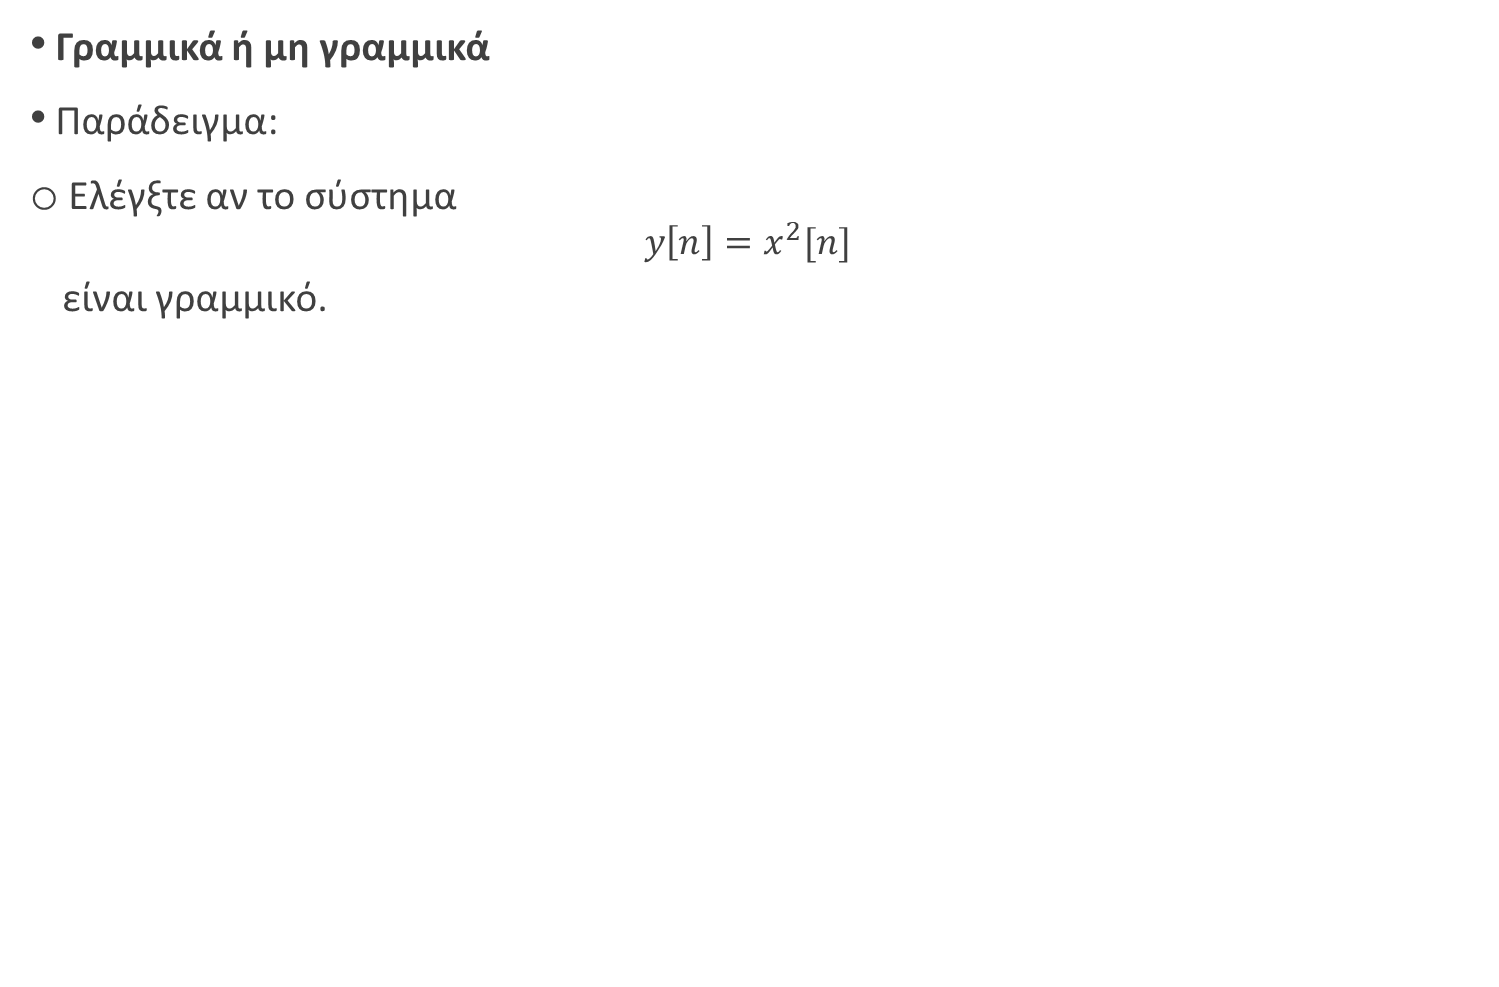 • Γραμμικά ή μη γραμμικά
• Παράδειγμα:
○ Ελέγξτε αν το σύστημα
y[n] = x²[n]
είναι γραμμικό.